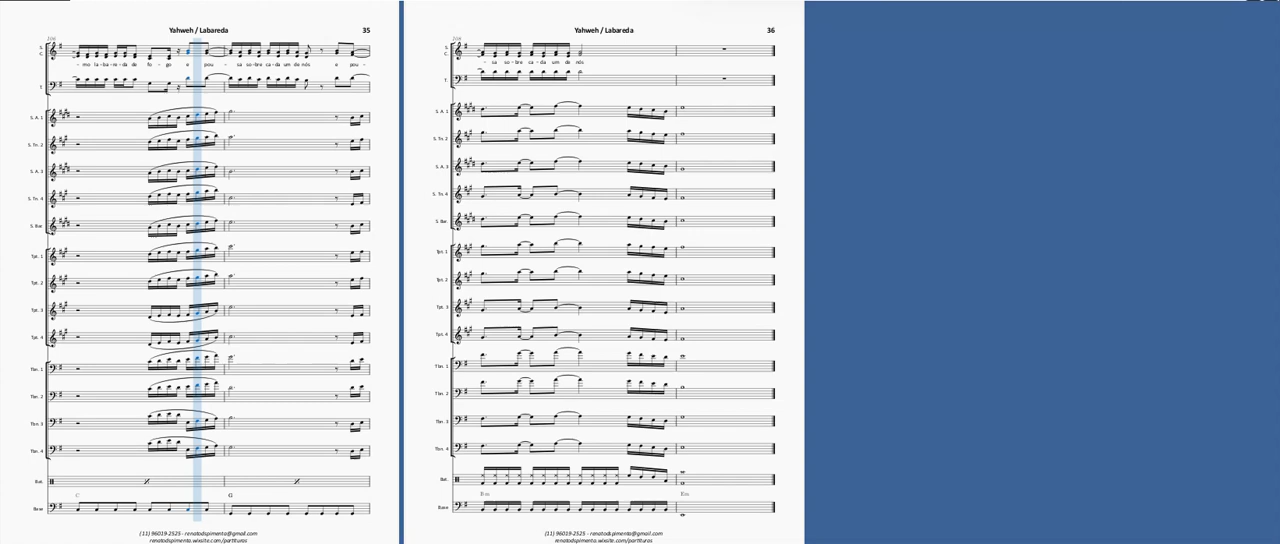 Yahweh / Labareda
35
106
S.
C.
- mo la-ba-re-da de fo - go e pou - sa so-bre ca-da um de nós e pou -
T.
S. A. 1
S. Tn. 2
S. A. 3
S. Tn. 4
S. Bar.
Tpt. 1
Tpt. 2
Tpt. 3
Tpt. 4
Tbn. 1
Tbn. 2
Tbn. 3
Tbn. 4
Bat.
C
G
Base
(11) 96019-2525 - renatodspimenta@gmail.com
renatodspimenta.wixsite.com/partituras
Yahweh / Labareda
36
108
S.
C.
- sa so-bre ca-da um de nós
T.
S. A. 1
S. Tn. 2
S. A. 3
S. Tn. 4
S. Bar.
Tpt. 1
Tpt. 2
Tpt. 3
Tpt. 4
Tbn. 1
Tbn. 2
Tbn. 3
Tbn. 4
Bat.
Em
Em
Base
(11) 96019-2525 - renatodspimenta@gmail.com
renatodspimenta.wixsite.com/partituras